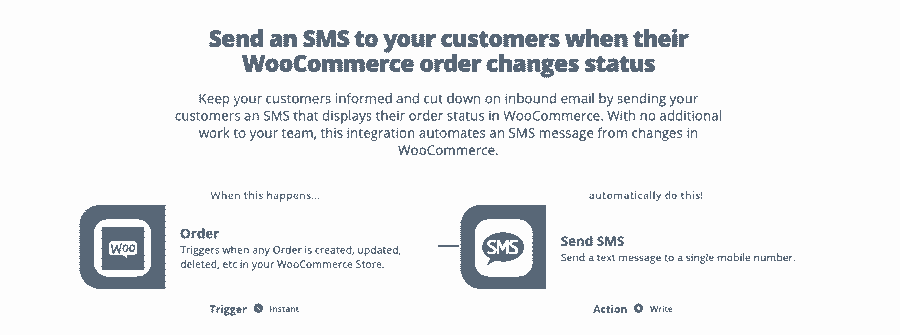 Send an SMS to your customers when their
WooCommerce order changes status
Keep your customers informed and cut down on inbound email by sending your
customers an SMS that displays their order status in WooCommerce. With no additional
work to your team, this integration automates an SMS message from changes in
WooCommerce.
When this happens...
automatically do this!
Woo
Order
Triggers when any Order is created, updated,
deleted, etc in your WooCommerce Store.
SMS
Send SMS
Send a text message to a single mobile number.
Trigger Instant
Action Write